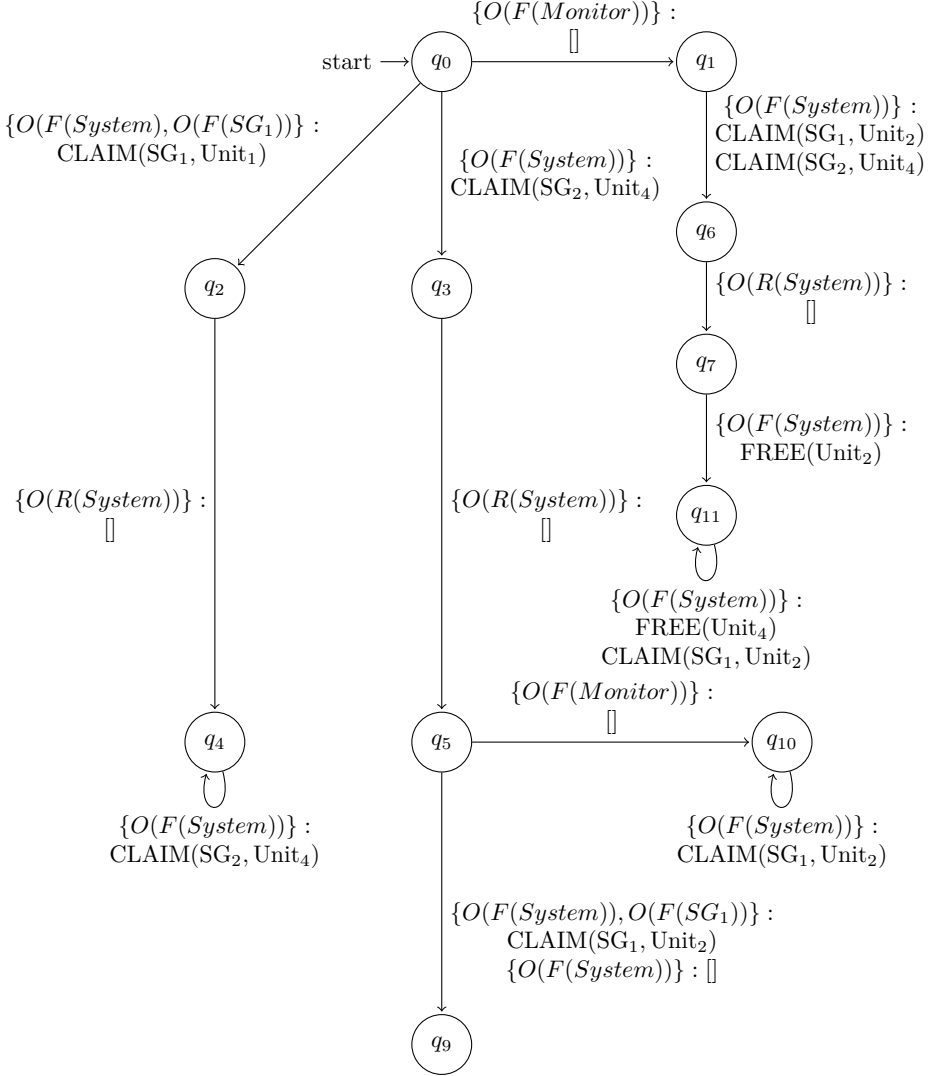 {O(F(Monitor))} :
[]
start
q0
q1
{O(F(System), O(F(SG1))} :
CLAIM(SG1, Unit1)
{O(F(System))} :
CLAIM(SG2, Unit4)
{O(F(System))} :
CLAIM(SG1, Unit2)
CLAIM(SG2, Unit4)
q6
q2
q3
{O(R(System))} :
[]
q7
{O(F(System))} :
FREE(Unit2)
{O(R(System))} :
[]
{O(R(System))} :
[]
q11
{O(F(System))} :
FREE(Unit4)
CLAIM(SG1, Unit2)
{O(F(Monitor))} :
[]
q4
q5
q10
{O(F(System))} :
CLAIM(SG2, Unit4)
{O(F(System))} :
CLAIM(SG1, Unit2)
{O(F(System)), O(F(SG1))} :
CLAIM(SG1, Unit2)
{O(F(System))} : []
q9